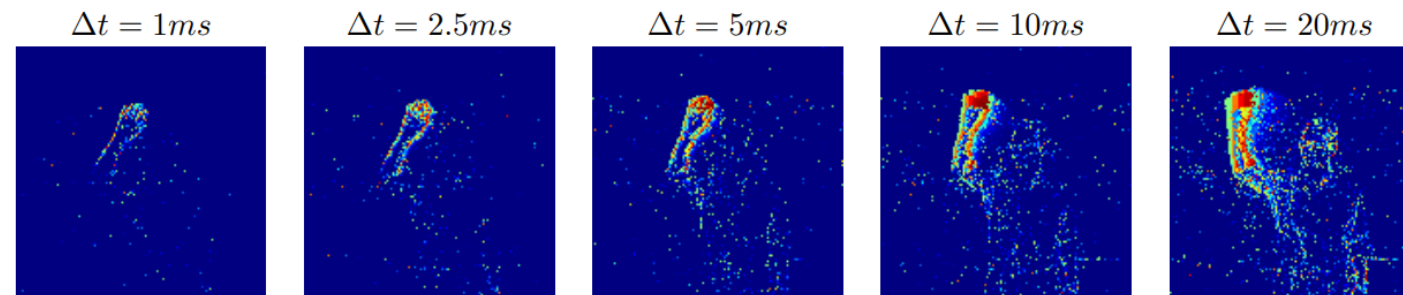 Δt = 1ms Δt = 2.5ms Δt = 5ms Δt = 10ms Δt = 20ms